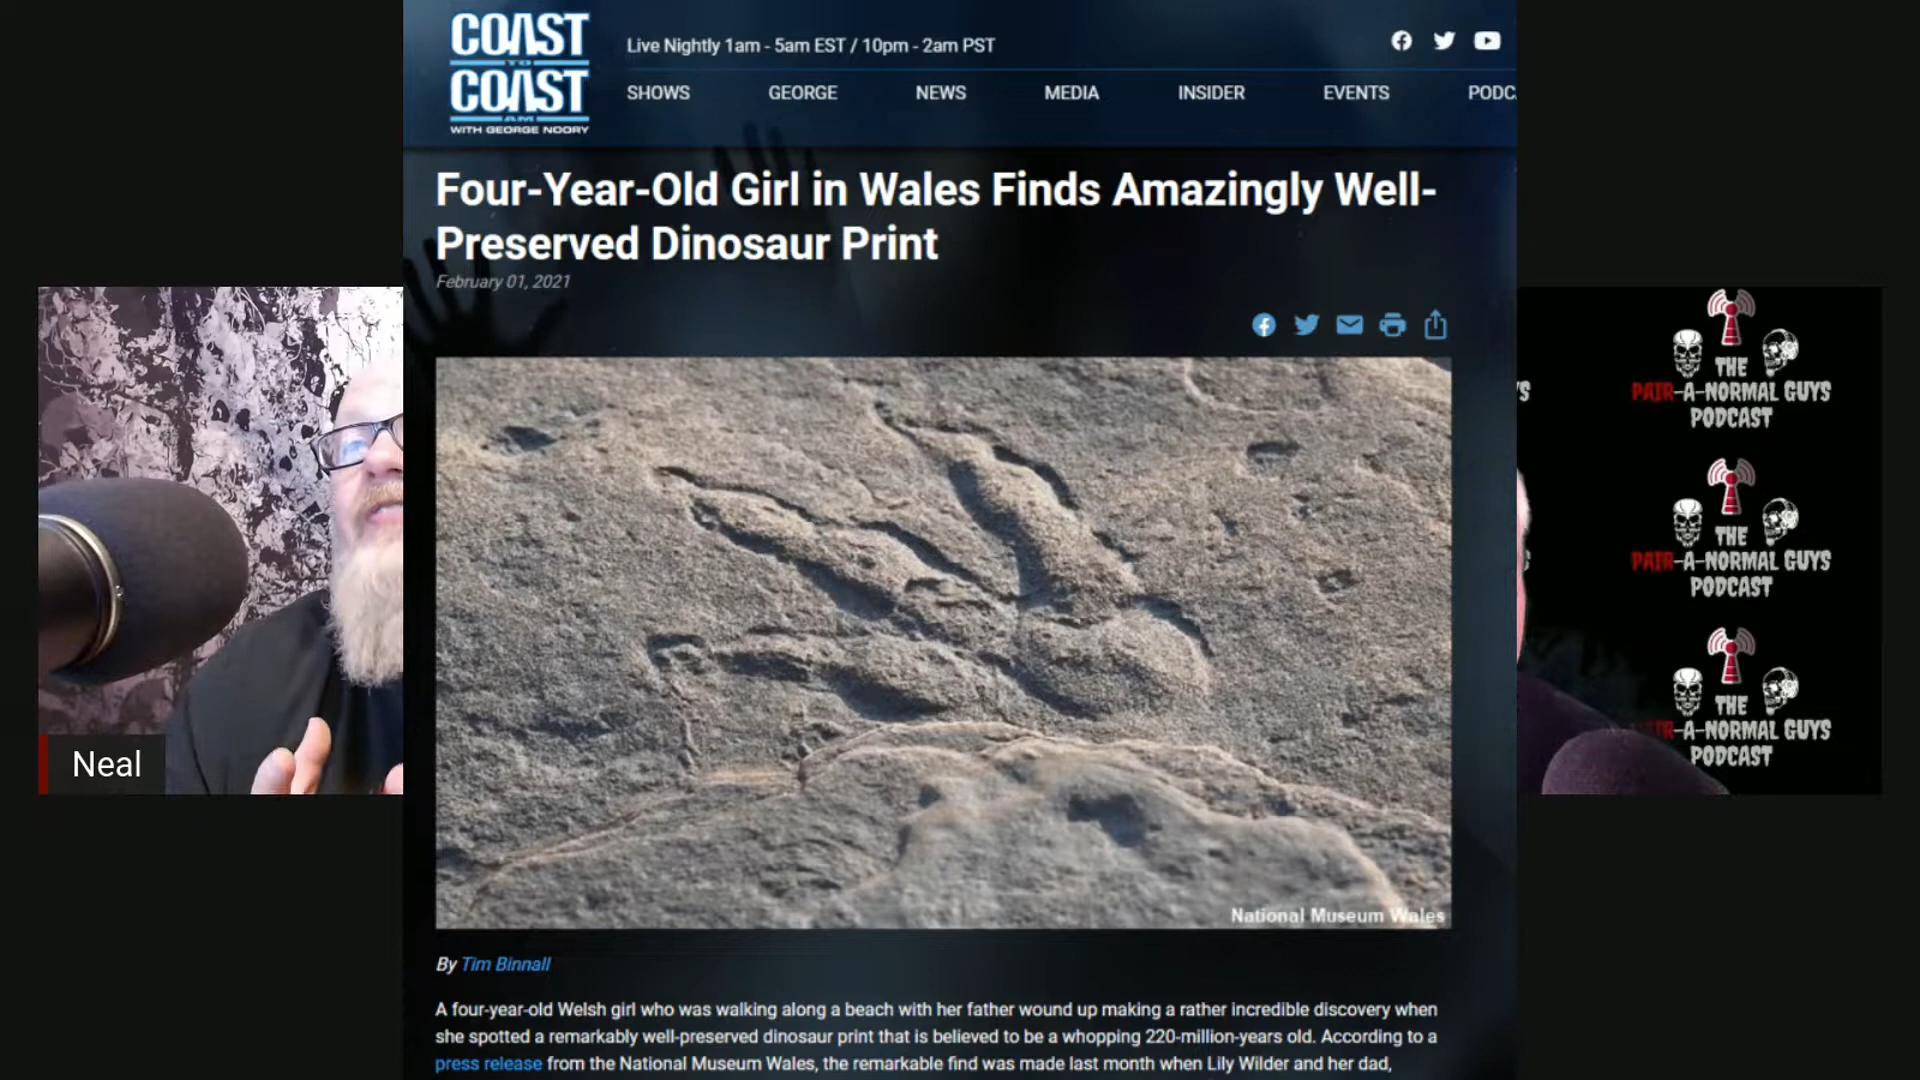 COAST
TO
COAST
AM
WITH GEORGE NOORY
Live Nightly 1am - 5am EST / 10pm - 2am PST
SHOWS GEORGE NEWS MEDIA INSIDER EVENTS PODC
Four-Year-Old Girl in Wales Finds Amazingly Well-
Preserved Dinosaur Print
February 01, 2021
National Museum Wales
By Tim Binnall
A four-year-old Welsh girl who was walking along a beach with her father wound up making a rather incredible discovery when
she spotted a remarkably well-preserved dinosaur print that is believed to be a whopping 220-million-years old. According to a
press release from the National Museum Wales, the remarkable find was made last month when Lily Wilder and her dad,
Neal
THE
PAIR-A-NORMAL GUYS
PODCAST
THE
PAIR-A-NORMAL GUYS
PODCAST
THE
PAIR-A-NORMAL GUYS
PODCAST